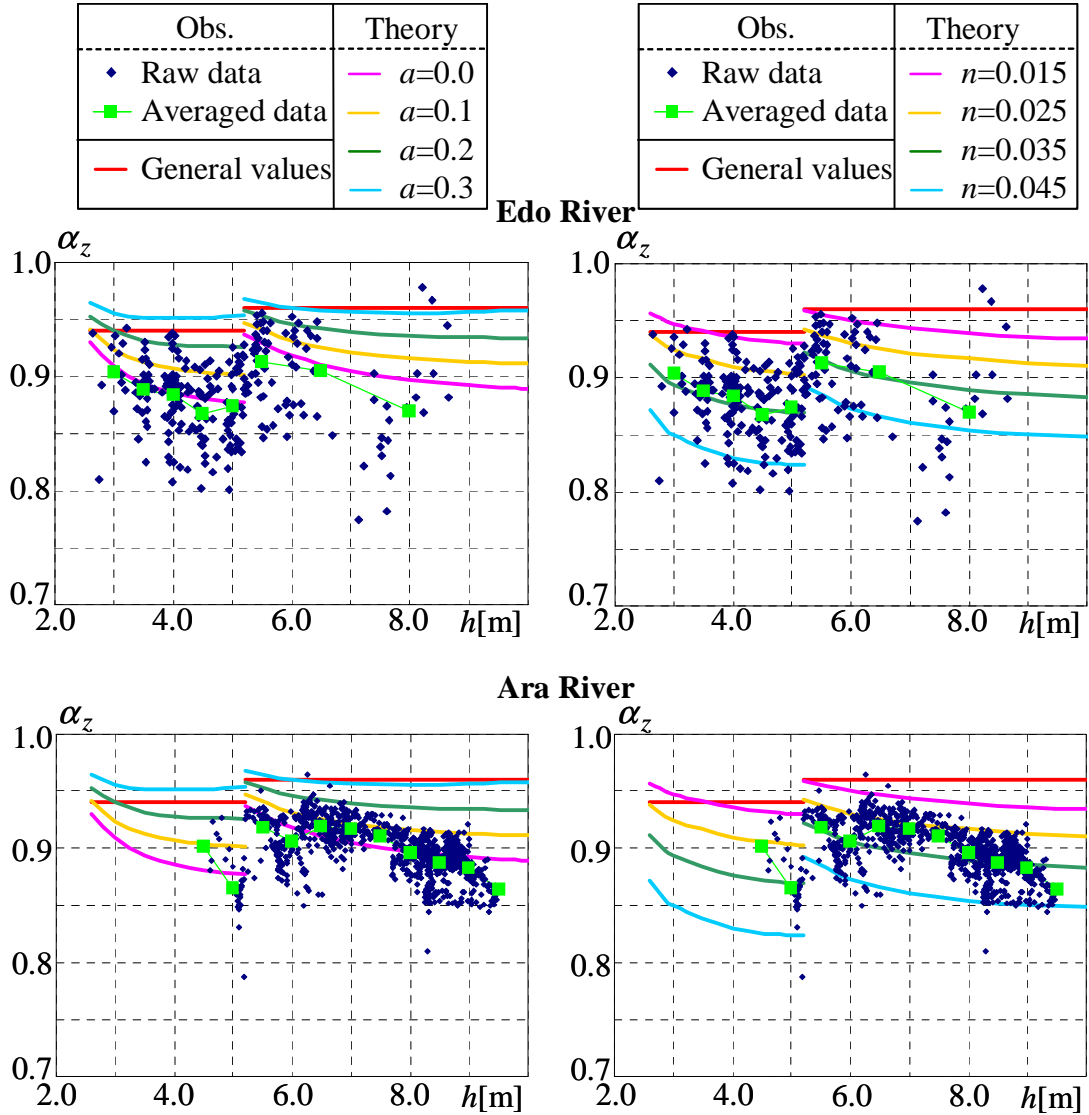 Obs. Theory
Raw data a=0.0
Averaged data a=0.1
a=0.2
General values a=0.3
Obs. Theory
Raw data n=0.015
Averaged data n=0.025
n=0.035
General values n=0.045
Edo River
α_z
1.0
0.9
0.8
0.7
2.0 4.0 6.0 8.0 h[m]
α_z
1.0
0.9
0.8
0.7
2.0 4.0 6.0 8.0 h[m]
Ara River
α_z
1.0
0.9
0.8
0.7
2.0 4.0 6.0 8.0 h[m]
α_z
1.0
0.9
0.8
0.7
2.0 4.0 6.0 8.0 h[m]